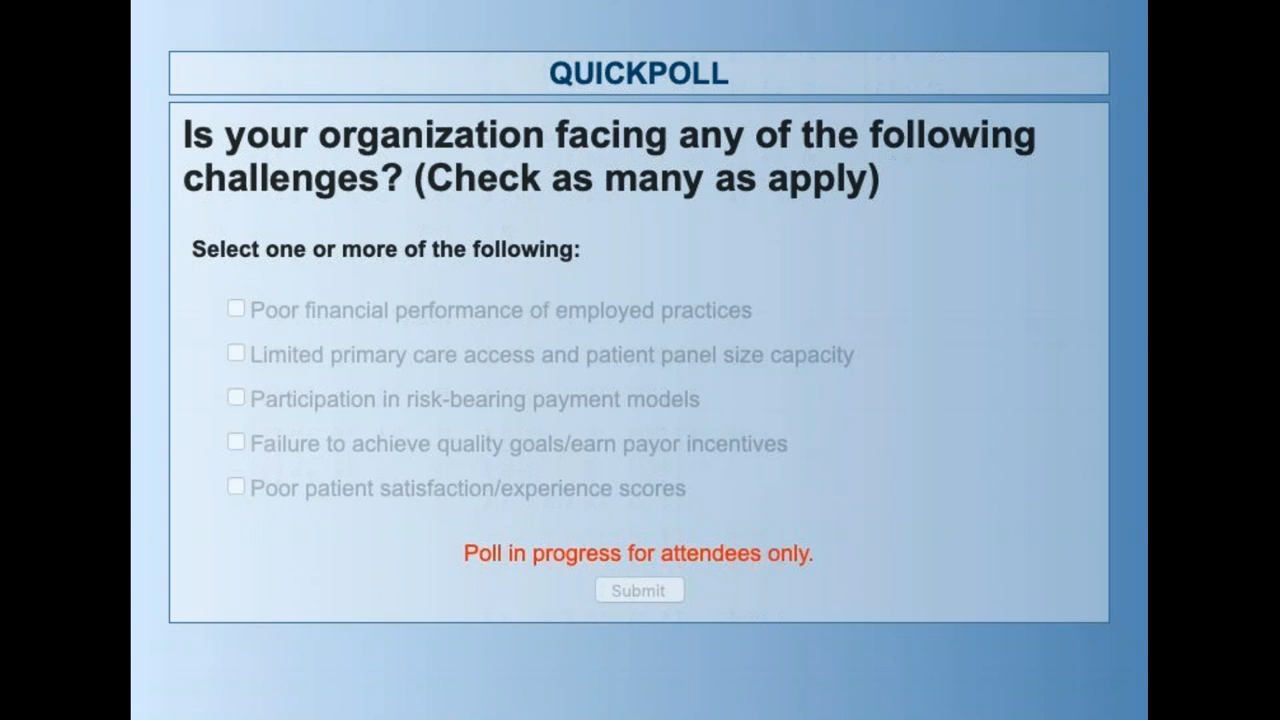 QUICKPOLL
Is your organization facing any of the following
challenges? (Check as many as apply)
Select one or more of the following:
Poor financial performance of employed practices
Limited primary care access and patient panel size capacity
Participation in risk-bearing payment models
Failure to achieve quality goals/earn payor incentives
Poor patient satisfaction/experience scores
Poll in progress for attendees only.
Submit